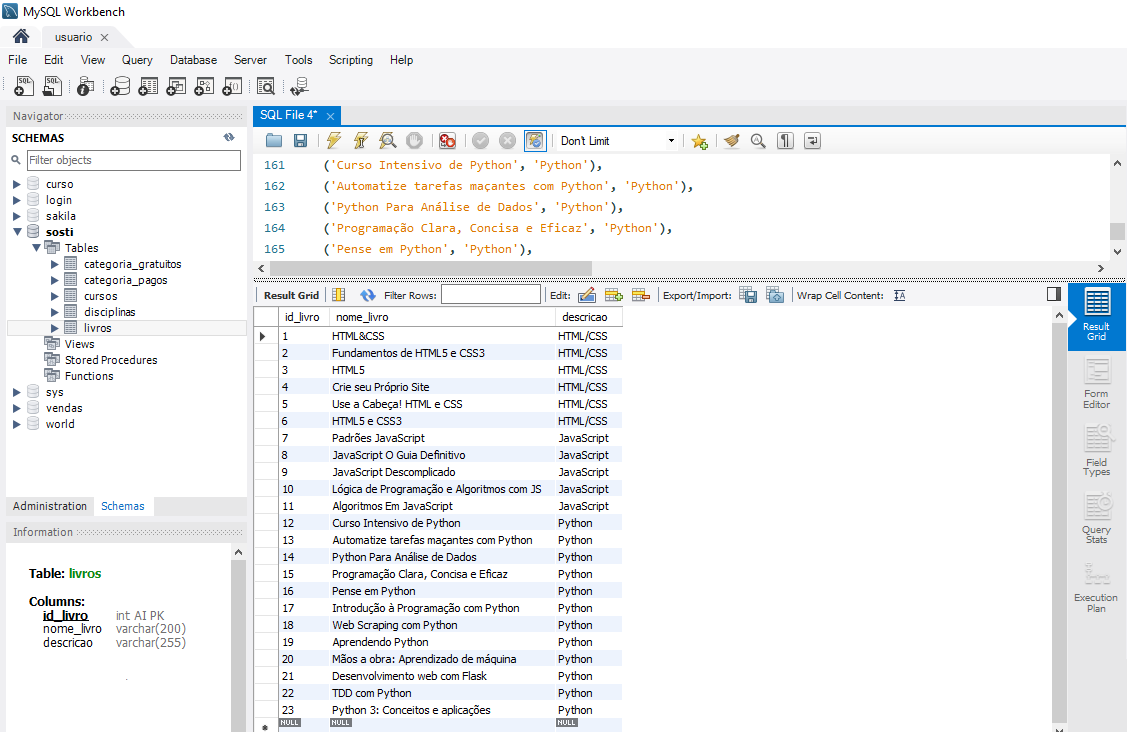 MySQL Workbench
usuario
File Edit View Query Database Server Tools Scripting Help
Navigator
SCHEMAS
Filter objects
curso
login
sakila
sosti
Tables
categoria_gratuitos
categoria_pagos
cursos
disciplinas
livros
Views
Stored Procedures
Functions
sys
vendas
world
Administration Schemas
Information
Table: livros
Columns:
id_livro int AI PK
nome_livro varchar(200)
descricao varchar(255)
SQL File 4*
Don't Limit
161 ('Curso Intensivo de Python', 'Python'),
162 ('Automatize tarefas maçantes com Python', 'Python'),
163 ('Python Para Análise de Dados', 'Python'),
164 ('Programação Clara, Concisa e Eficaz', 'Python'),
165 ('Pense em Python', 'Python'),
Result Grid Filter Rows: Edit: Export/Import: Wrap Cell Content:
id_livro nome_livro descricao
1 HTML&CSS HTML/CSS
2 Fundamentos de HTML5 e CSS3 HTML/CSS
3 HTML5 HTML/CSS
4 Crie seu Próprio Site HTML/CSS
5 Use a Cabeça! HTML e CSS HTML/CSS
6 HTML5 e CSS3 HTML/CSS
7 Padrões JavaScript JavaScript
8 JavaScript O Guia Definitivo JavaScript
9 JavaScript Descomplicado JavaScript
10 Lógica de Programação e Algoritmos com JS JavaScript
11 Algoritmos Em JavaScript JavaScript
12 Curso Intensivo de Python Python
13 Automatize tarefas maçantes com Python Python
14 Python Para Análise de Dados Python
15 Programação Clara, Concisa e Eficaz Python
16 Pense em Python Python
17 Introdução à Programação com Python Python
18 Web Scraping com Python Python
19 Aprendendo Python Python
20 Mãos a obra: Aprendizado de máquina Python
21 Desenvolvimento web com Flask Python
22 TDD com Python Python
23 Python 3: Conceitos e aplicações Python
NULL NULL NULL
Result
Grid
Form
Editor
Field
Types
Query
Stats
Execution
Plan